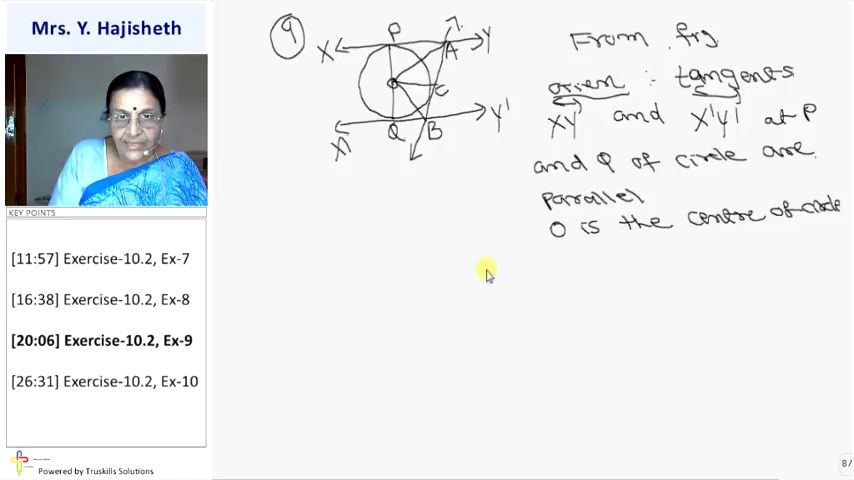 Mrs. Y. Hajisheth
KEY POINTS
[11:57] Exercise-10.2, Ex-7
[16:38] Exercise-10.2, Ex-8
[20:06] Exercise-10.2, Ex-9
[26:31] Exercise-10.2, Ex-10
Powered by Truskills Solutions
9
X P A Y
C
X' Q B Y'
From fig
given : tangents
XY and X'Y' at P
and Q of circle are
parallel
O is the centre of circle
8/